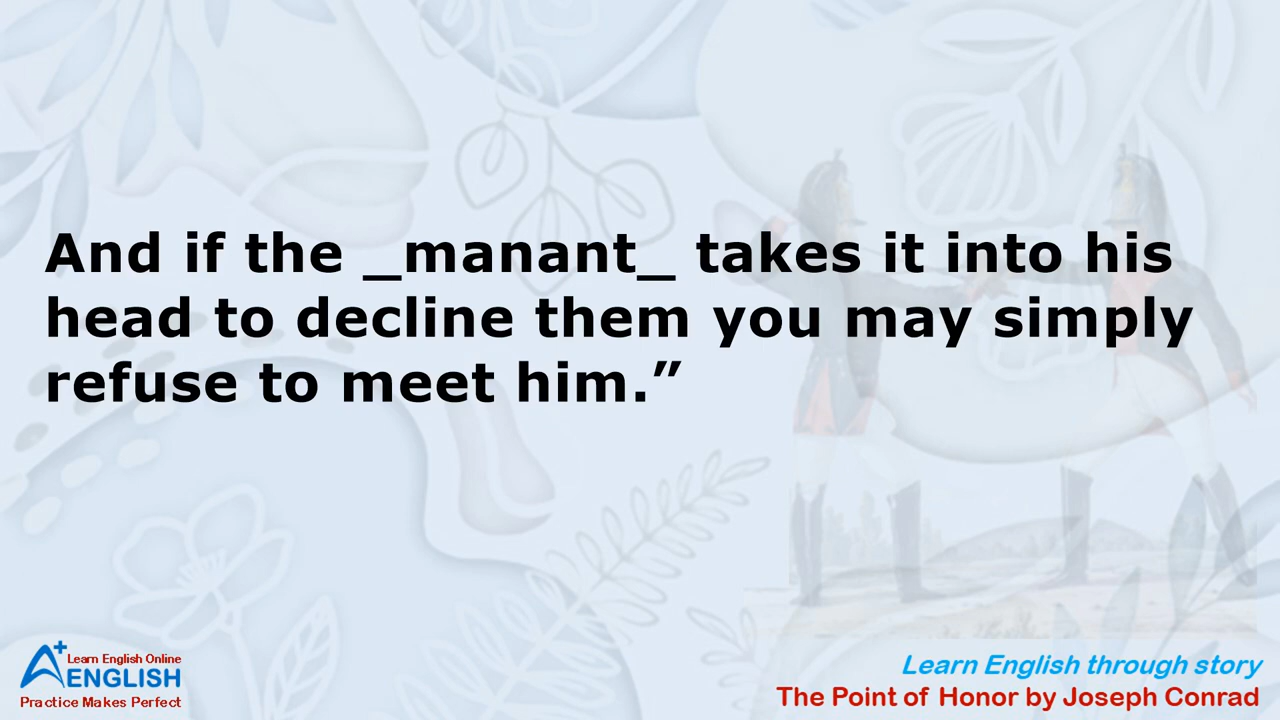 And if the _manant_ takes it into his
head to decline them you may simply
refuse to meet him.”
A+
Learn English Online
ENGLISH
Practice Makes Perfect
Learn English through story
The Point of Honor by Joseph Conrad